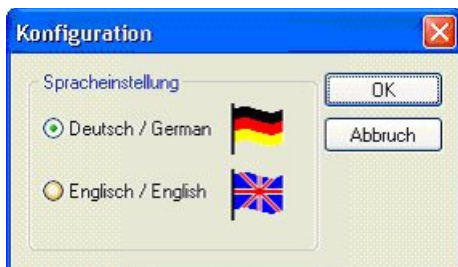 Konfiguration
Spracheinstellung
Deutsch / German
Englisch / English
OK
Abbruch